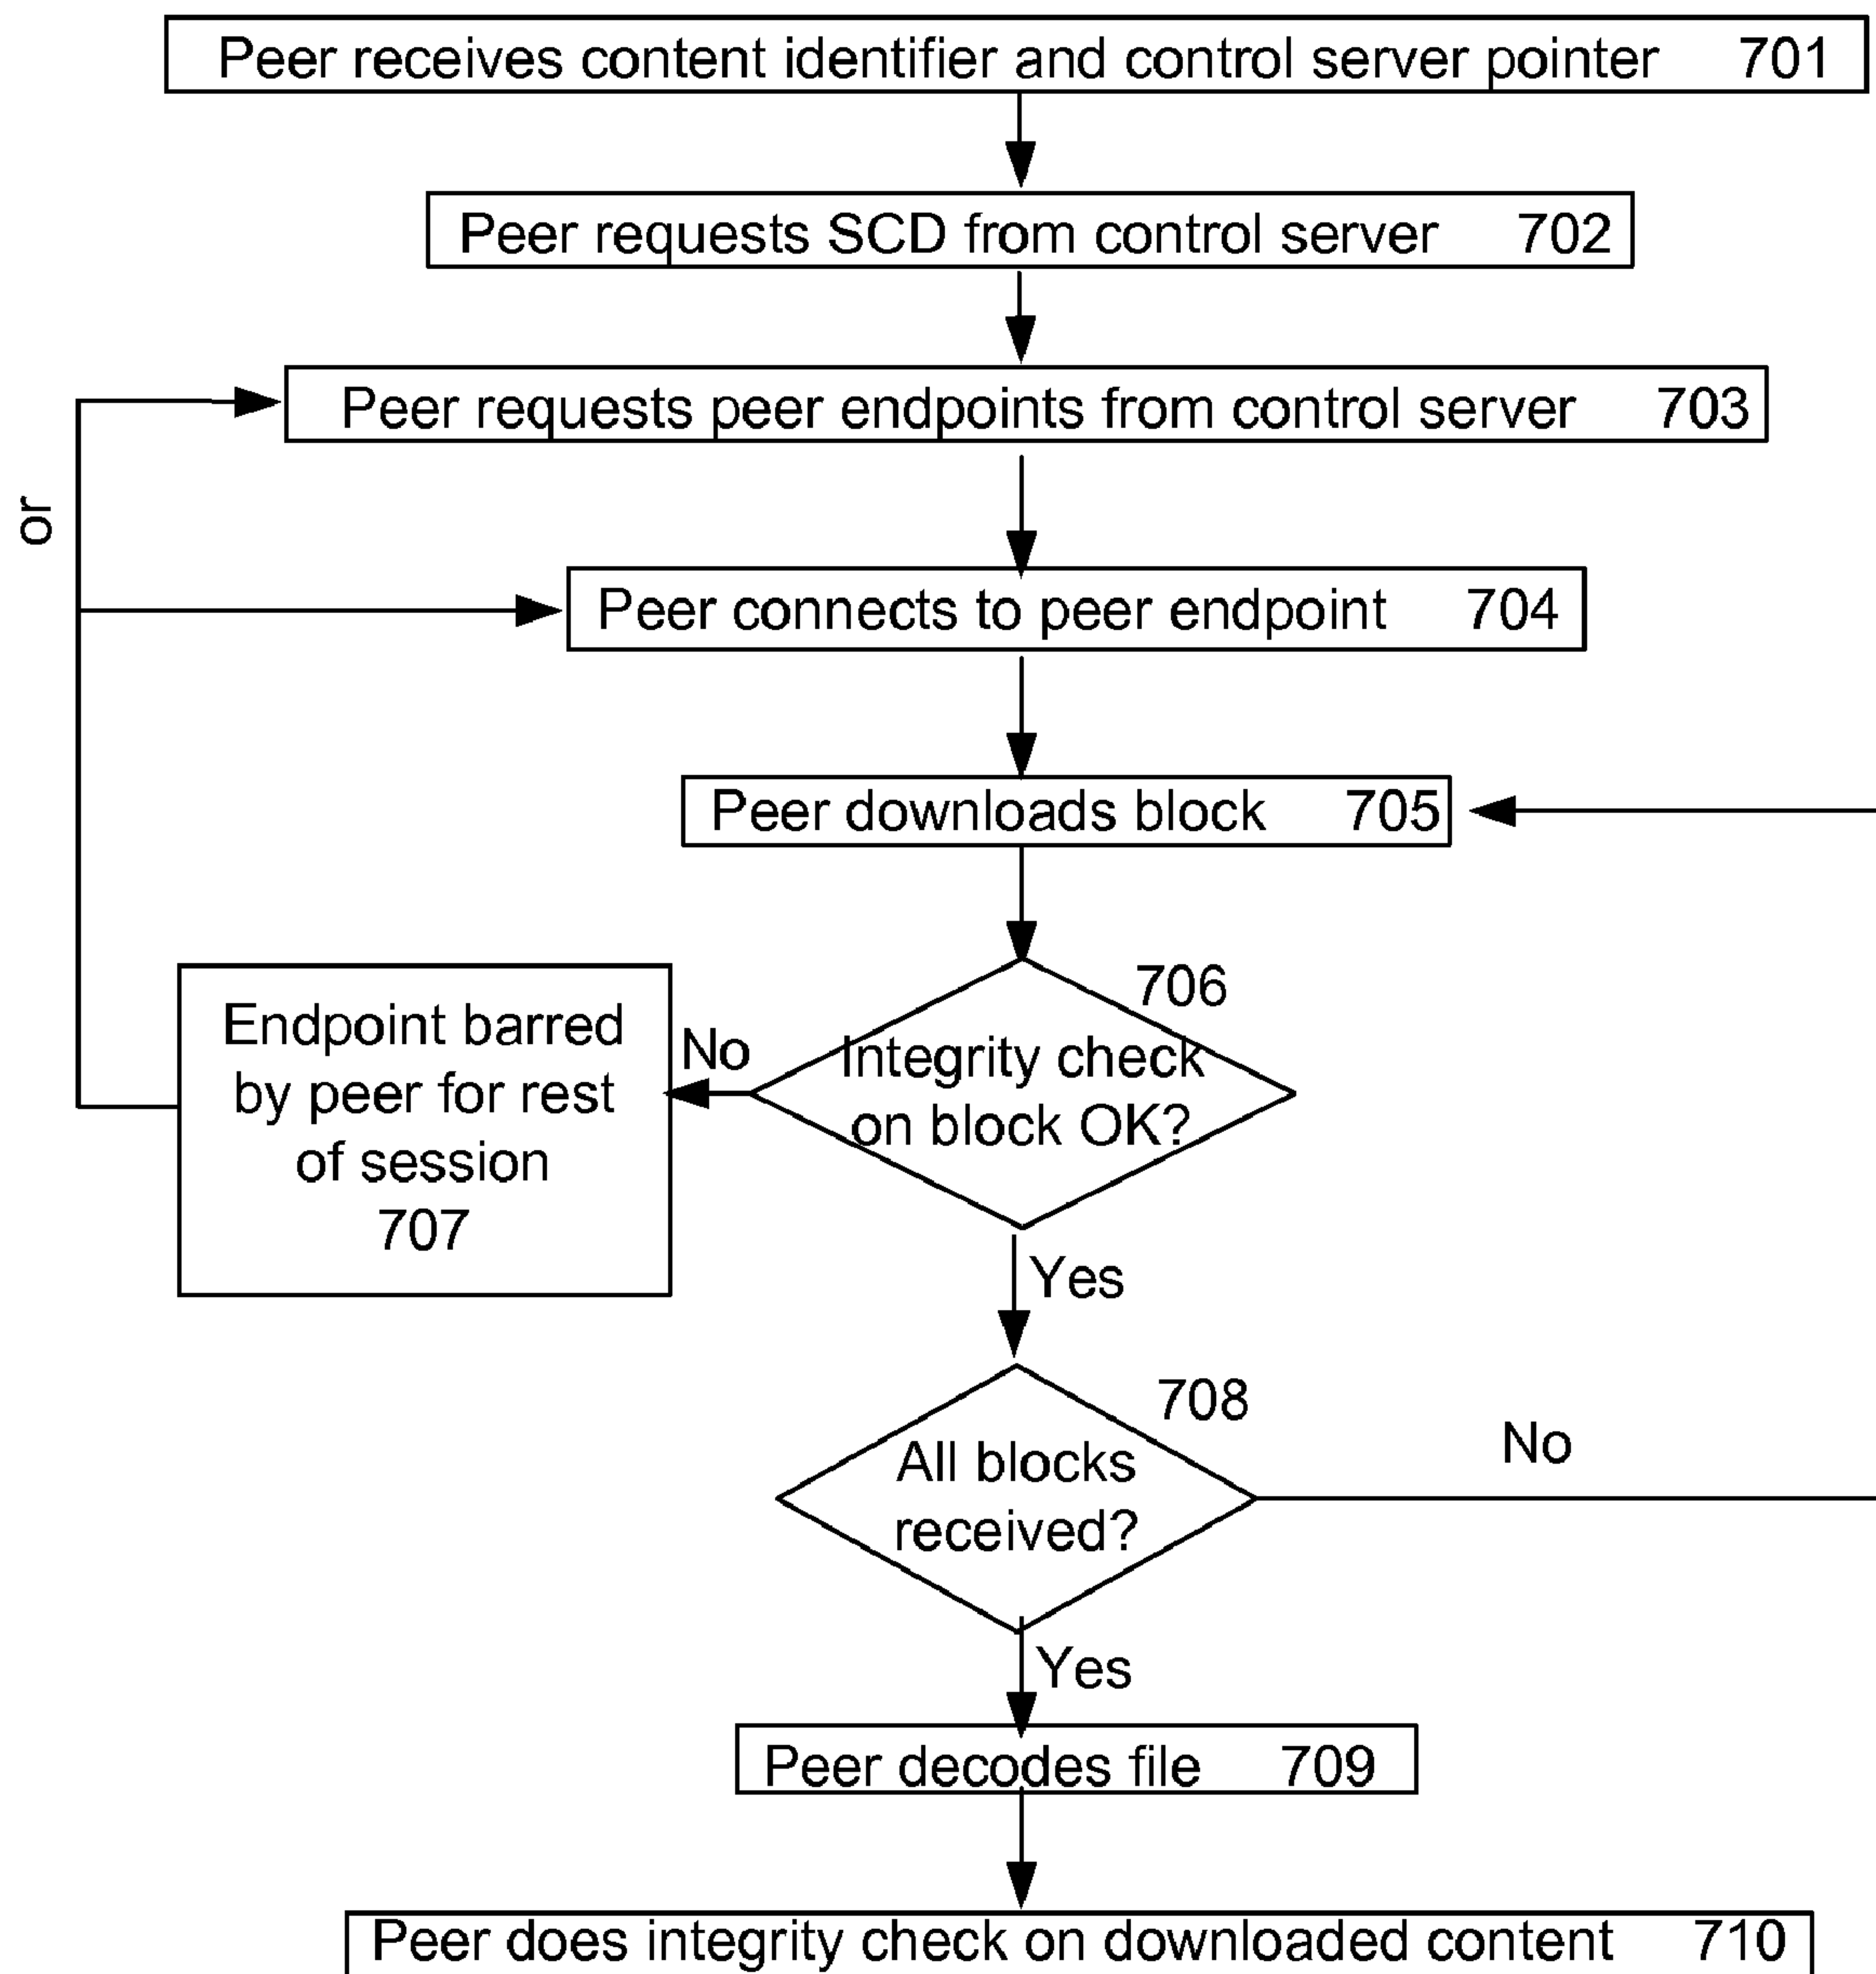 Peer receives content identifier and control server pointer 701
Peer requests SCD from control server 702
Peer requests peer endpoints from control server 703
or
Peer connects to peer endpoint 704
Peer downloads block 705
706
Integrity check
on block OK?
No
Endpoint barred
by peer for rest
of session
707
Yes
708
All blocks
received?
No
Yes
Peer decodes file 709
Peer does integrity check on downloaded content 710